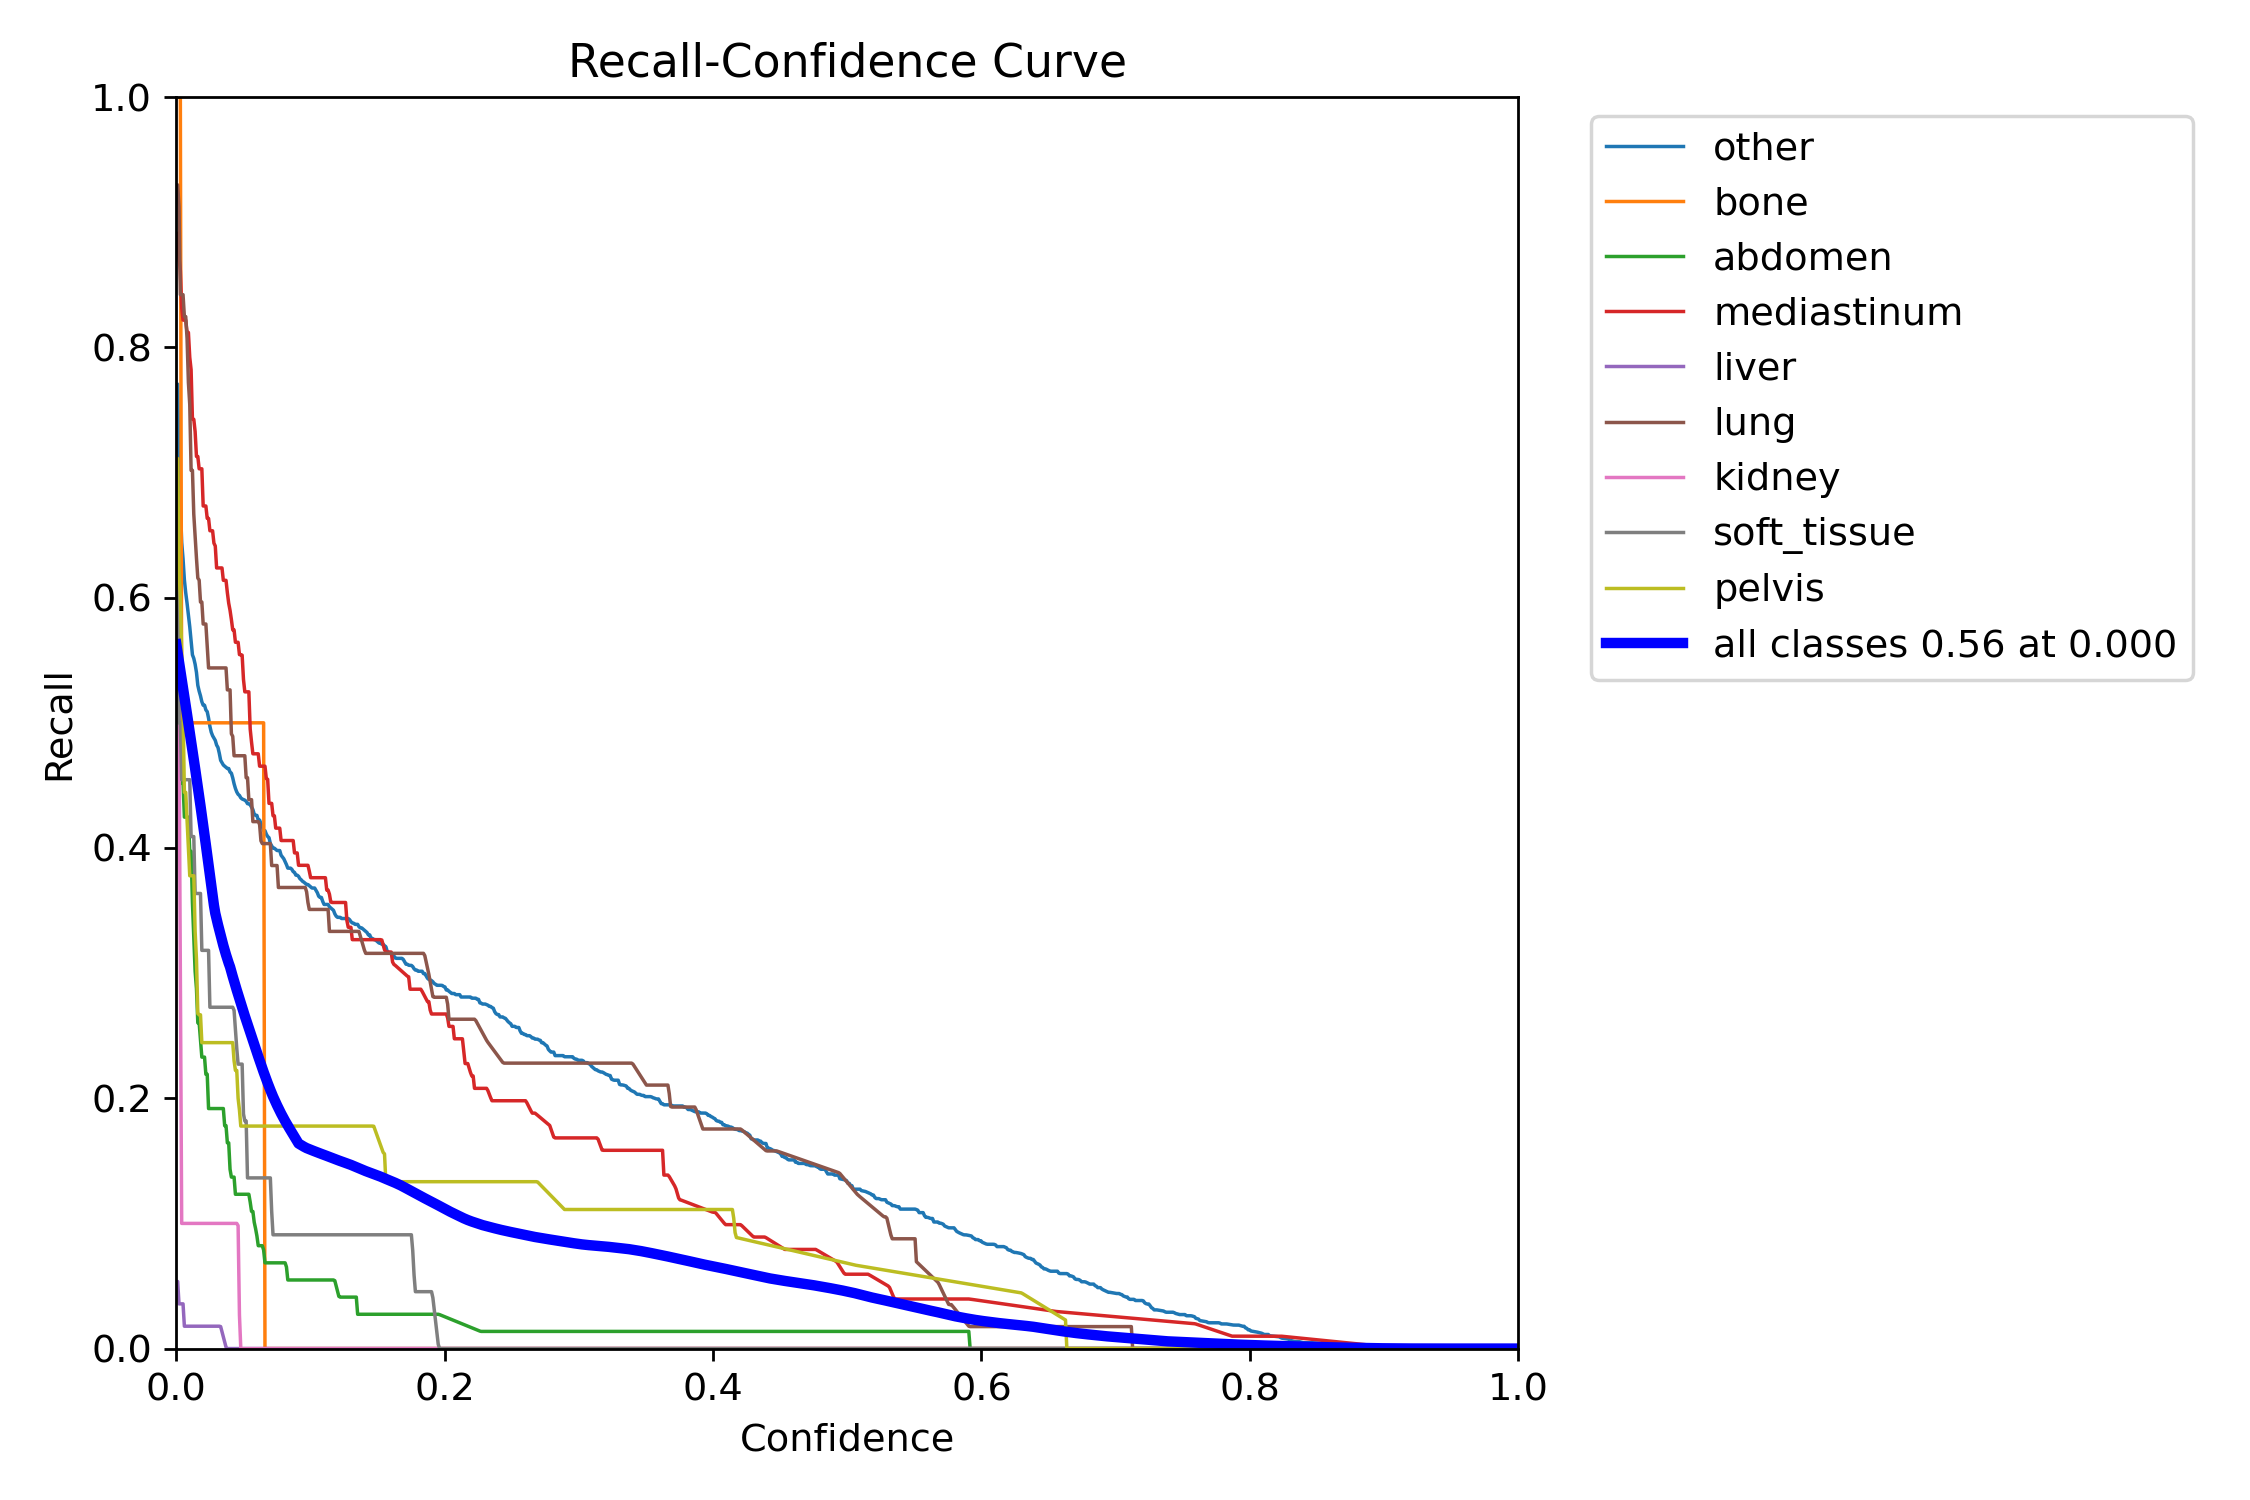 Recall-Confidence Curve
1.0
0.8
0.6
0.4
0.2
0.0
Recall
0.0 0.2 0.4 0.6 0.8 1.0
Confidence
other
bone
abdomen
mediastinum
liver
lung
kidney
soft_tissue
pelvis
all classes 0.56 at 0.000